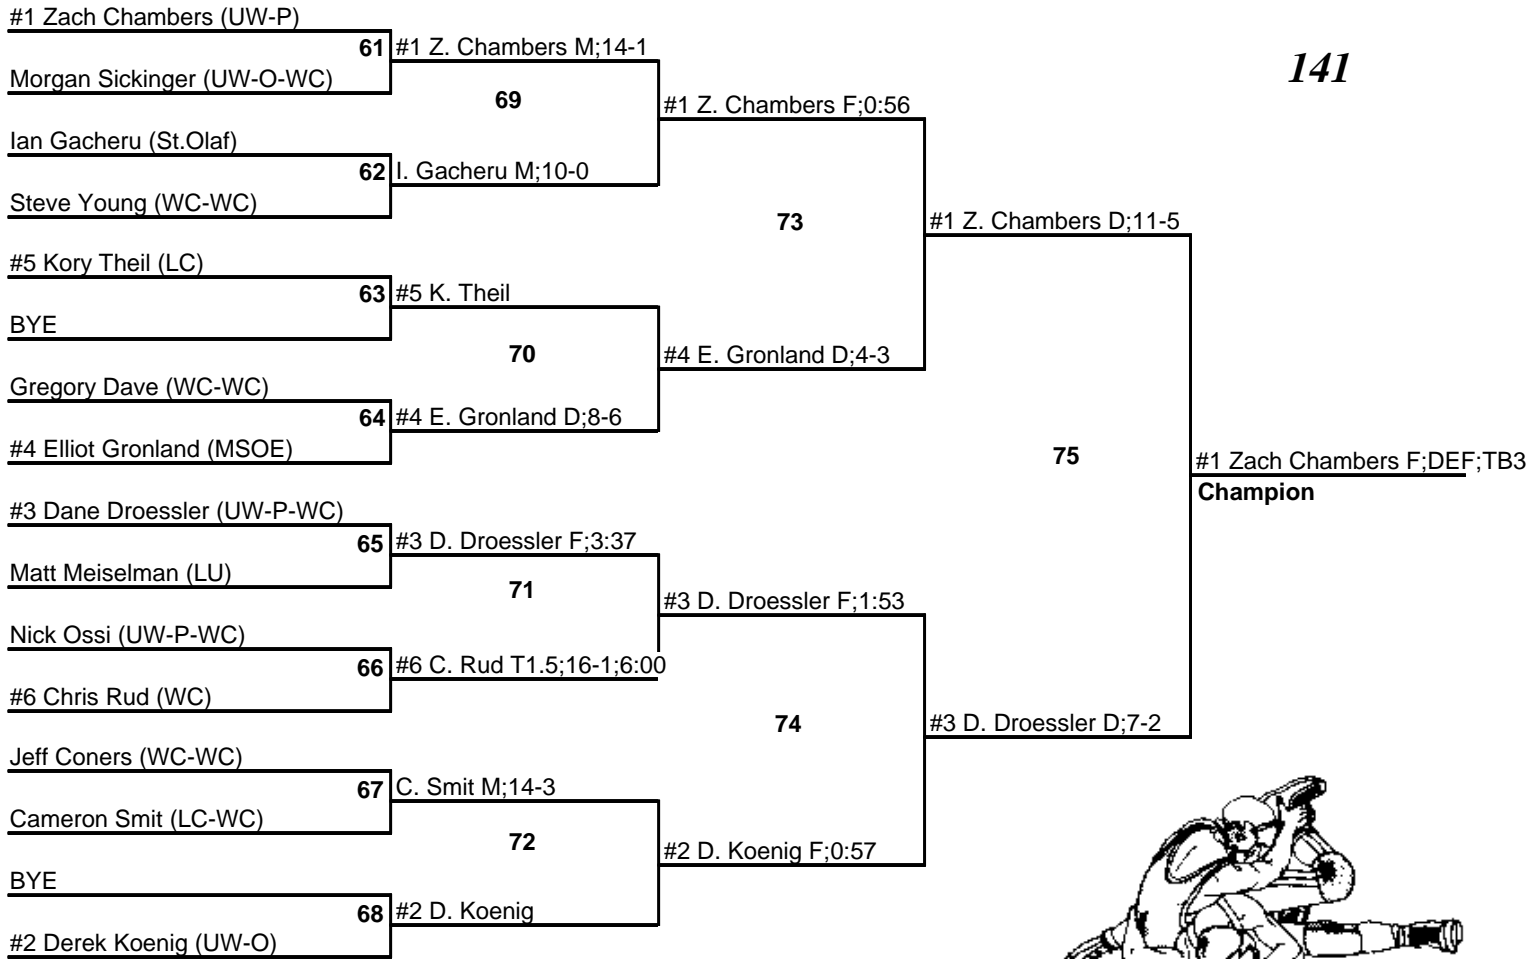 #1 Zach Chambers (UW-P)
61 #1 Z. Chambers M;14-1
141
Morgan Sickinger (UW-O-WC)
69
#1 Z. Chambers F;0:56
Ian Gacheru (St.Olaf)
62 I. Gacheru M;10-0
Steve Young (WC-WC)
73
#1 Z. Chambers D;11-5
#5 Kory Theil (LC)
63 #5 K. Theil
BYE
70
#4 E. Gronland D;4-3
Gregory Dave (WC-WC)
64 #4 E. Gronland D;8-6
#4 Elliot Gronland (MSOE)
75
#1 Zach Chambers F;DEF;TB3
Champion
#3 Dane Droessler (UW-P-WC)
65 #3 D. Droessler F;3:37
Matt Meiselman (LU)
71
#3 D. Droessler F;1:53
Nick Ossi (UW-P-WC)
66 #6 C. Rud T1.5;16-1;6:00
#6 Chris Rud (WC)
74
#3 D. Droessler D;7-2
Jeff Coners (WC-WC)
67 C. Smit M;14-3
Cameron Smit (LC-WC)
72
#2 D. Koenig F;0:57
BYE
68 #2 D. Koenig
#2 Derek Koenig (UW-O)